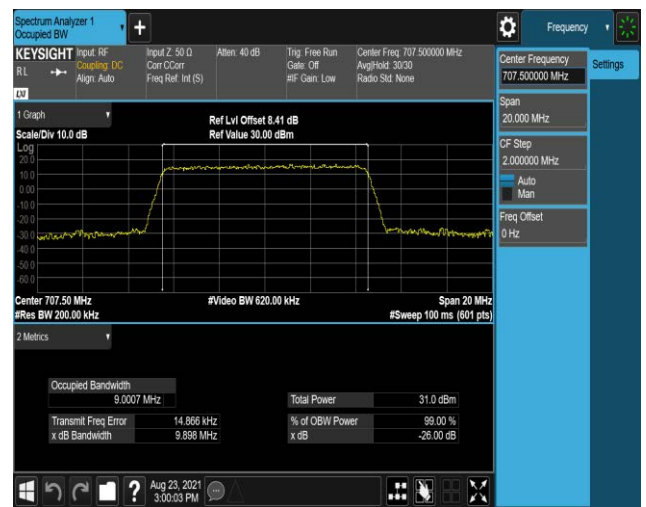 Spectrum Analyzer 1
Occupied BW
+
Frequency
KEYSIGHT Input: RF Input Z: 50 Ω Atten: 40 dB Trig: Free Run Center Freq: 707.500000 MHz
RL Coupling: DC Corr CCorr Gate: Off Avg|Hold: 30/30
Align: Auto Freq Ref: Int (S) #IF Gain: Low Radio Std: None
LXI
Center Frequency
707.500000 MHz
Settings
Span
20.000 MHz
CF Step
2.000000 MHz
Auto
Man
Freq Offset
0 Hz
1 Graph
Ref Lvl Offset 8.41 dB
Scale/Div 10.0 dB Ref Value 30.00 dBm
Log
20.0
10.0
0.00
-10.0
-20.0
-30.0
-40.0
-50.0
-60.0
Center 707.50 MHz #Video BW 620.00 kHz Span 20 MHz
#Res BW 200.00 kHz #Sweep 100 ms (601 pts)
2 Metrics
Occupied Bandwidth
9.0007 MHz Total Power 31.0 dBm
Transmit Freq Error 14.866 kHz % of OBW Power 99.00 %
x dB Bandwidth 9.898 MHz x dB -26.00 dB
? Aug 23, 2021
3:00:03 PM